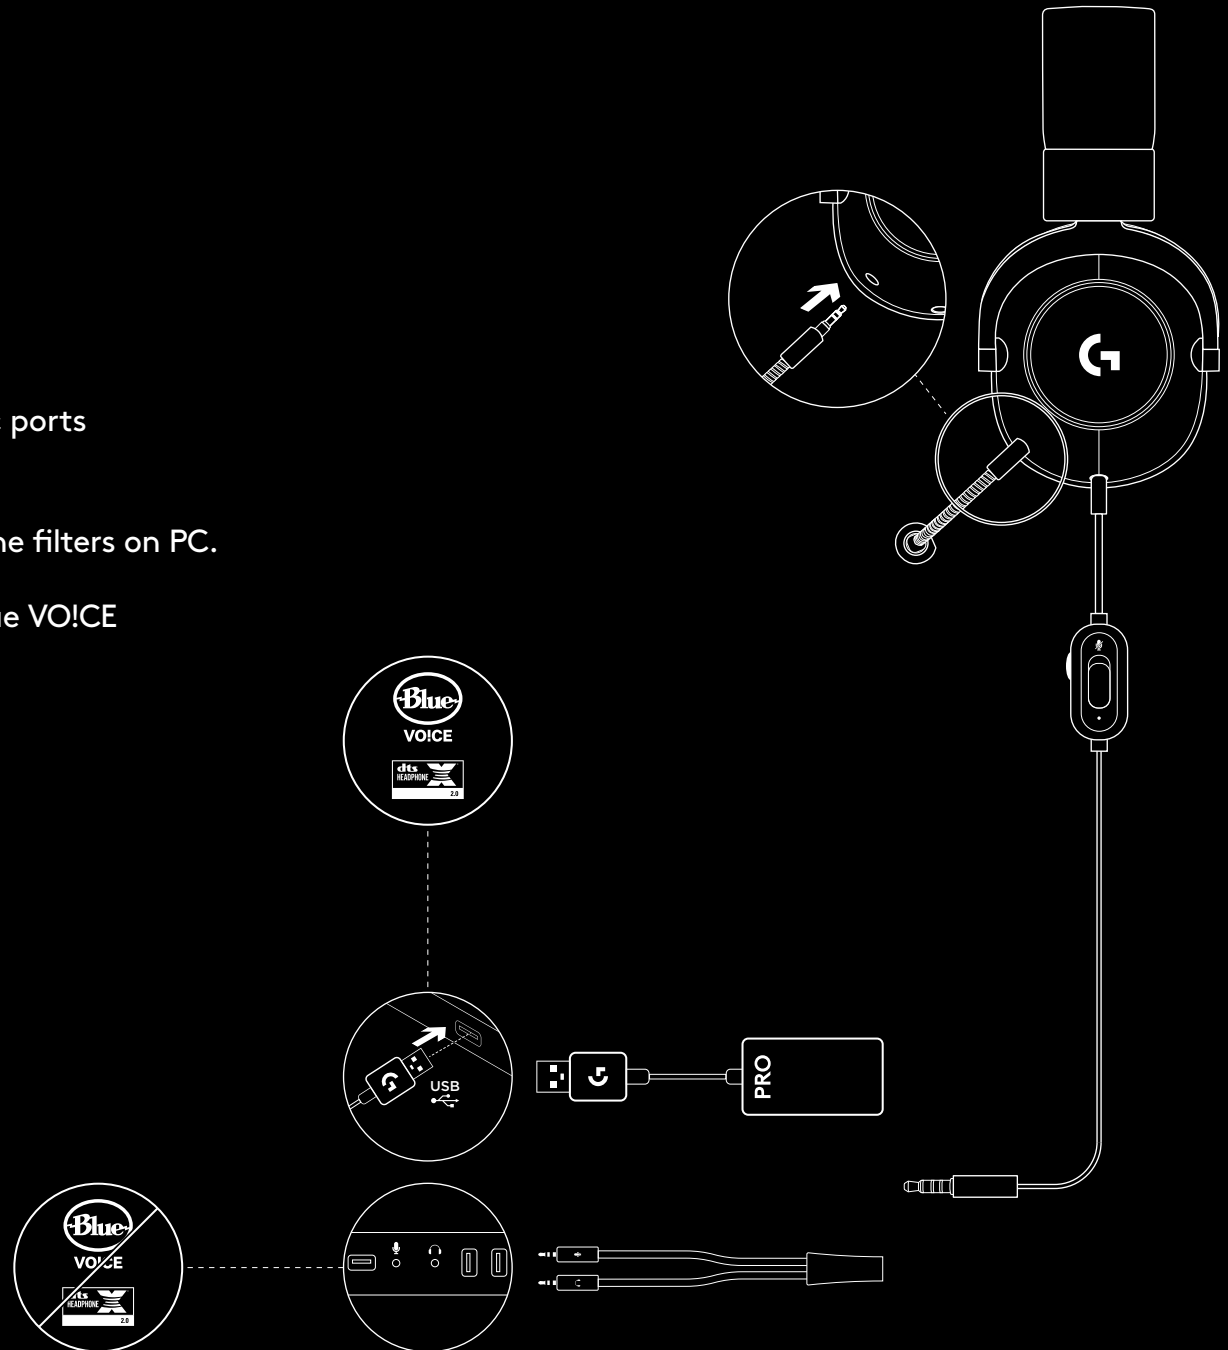 ports
ne filters on PC.
ue VO!CE
Blue
VO!CE
dts
HEADPHONE X
2.0
USB
PRO
Blue
VO!CE
dts
HEADPHONE X
2.0